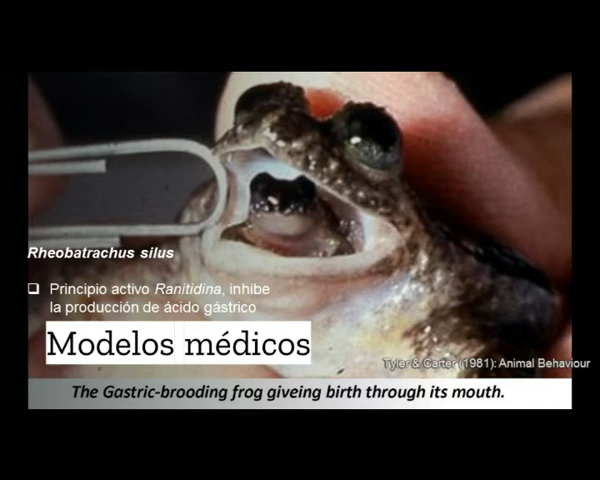 Rheobatrachus silus
❑ Principio activo Ranitidina, inhibe
la producción de ácido gástrico
Modelos médicos
Tyler & Carter (1981): Animal Behaviour
The Gastric-brooding frog giveing birth through its mouth.